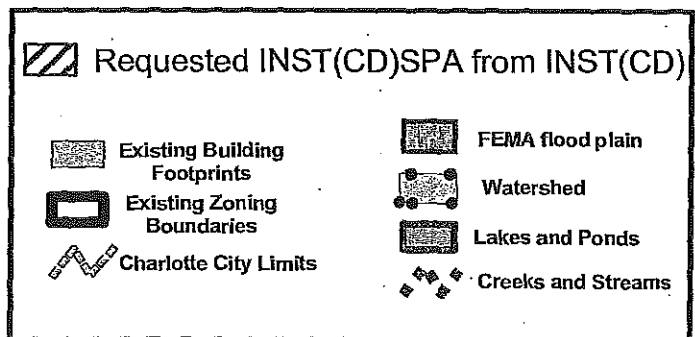 Requested INST(CD)SPA from INST(CD)
Existing Building
Footprints
Existing Zoning
Boundaries
Charlotte City Limits
FEMA flood plain
Watershed
Lakes and Ponds
Creeks and Streams